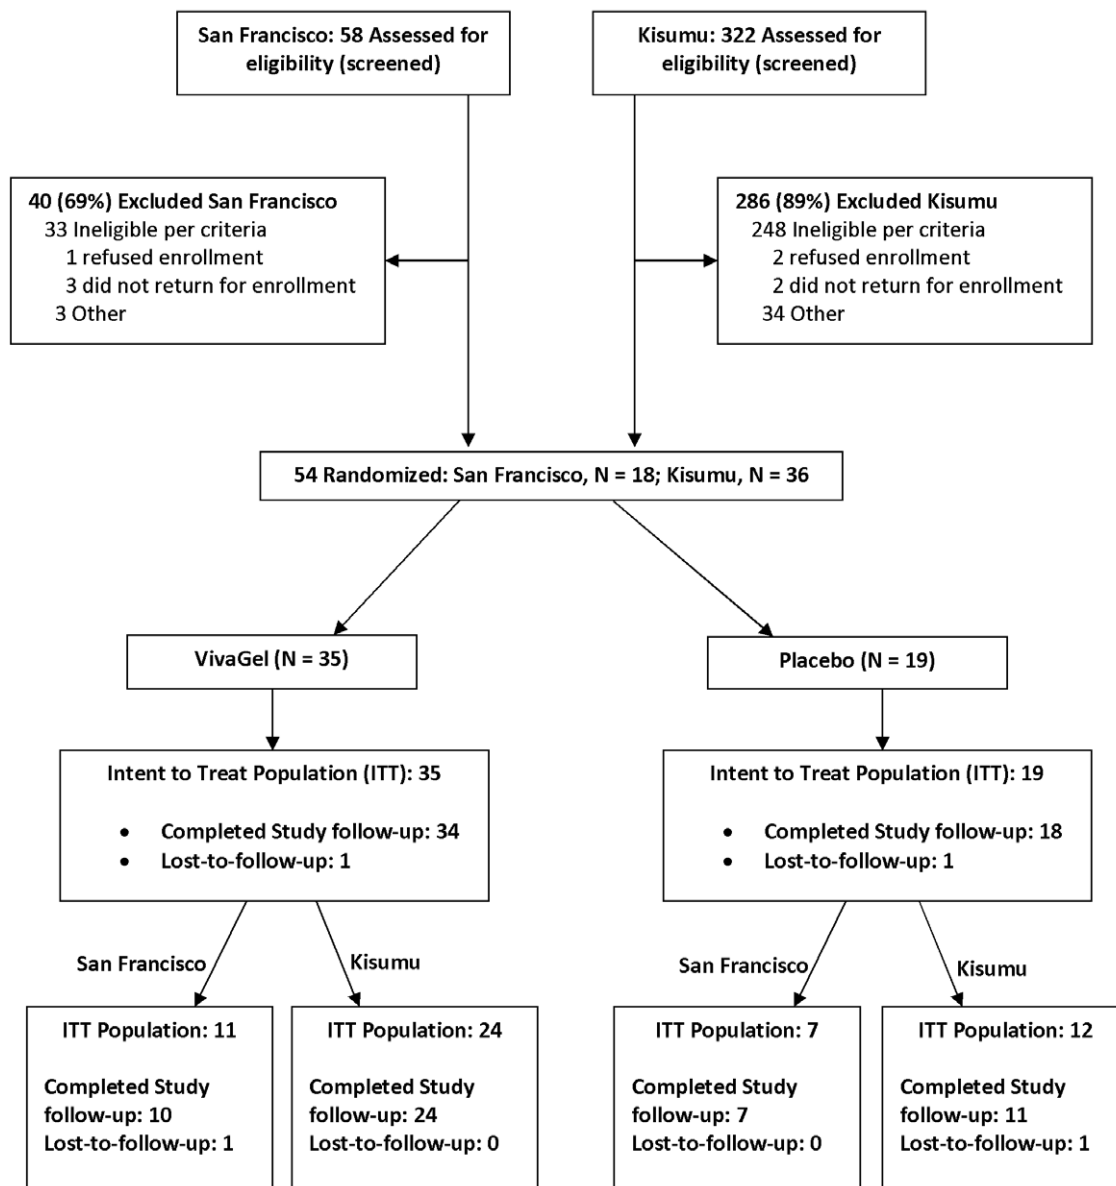 San Francisco: 58 Assessed for
eligibility (screened)
Kisumu: 322 Assessed for
eligibility (screened)
40 (69%) Excluded San Francisco
33 Ineligible per criteria
1 refused enrollment
3 did not return for enrollment
3 Other
286 (89%) Excluded Kisumu
248 Ineligible per criteria
2 refused enrollment
2 did not return for enrollment
34 Other
54 Randomized: San Francisco, N = 18; Kisumu, N = 36
VivaGel (N = 35)
Placebo (N = 19)
Intent to Treat Population (ITT): 35
• Completed Study follow-up: 34
• Lost-to-follow-up: 1
Intent to Treat Population (ITT): 19
• Completed Study follow-up: 18
• Lost-to-follow-up: 1
San Francisco
Kisumu
San Francisco
Kisumu
ITT Population: 11
Completed Study
follow-up: 10
Lost-to-follow-up: 1
ITT Population: 24
Completed Study
follow-up: 24
Lost-to-follow-up: 0
ITT Population: 7
Completed Study
follow-up: 7
Lost-to-follow-up: 0
ITT Population: 12
Completed Study
follow-up: 11
Lost-to-follow-up: 1